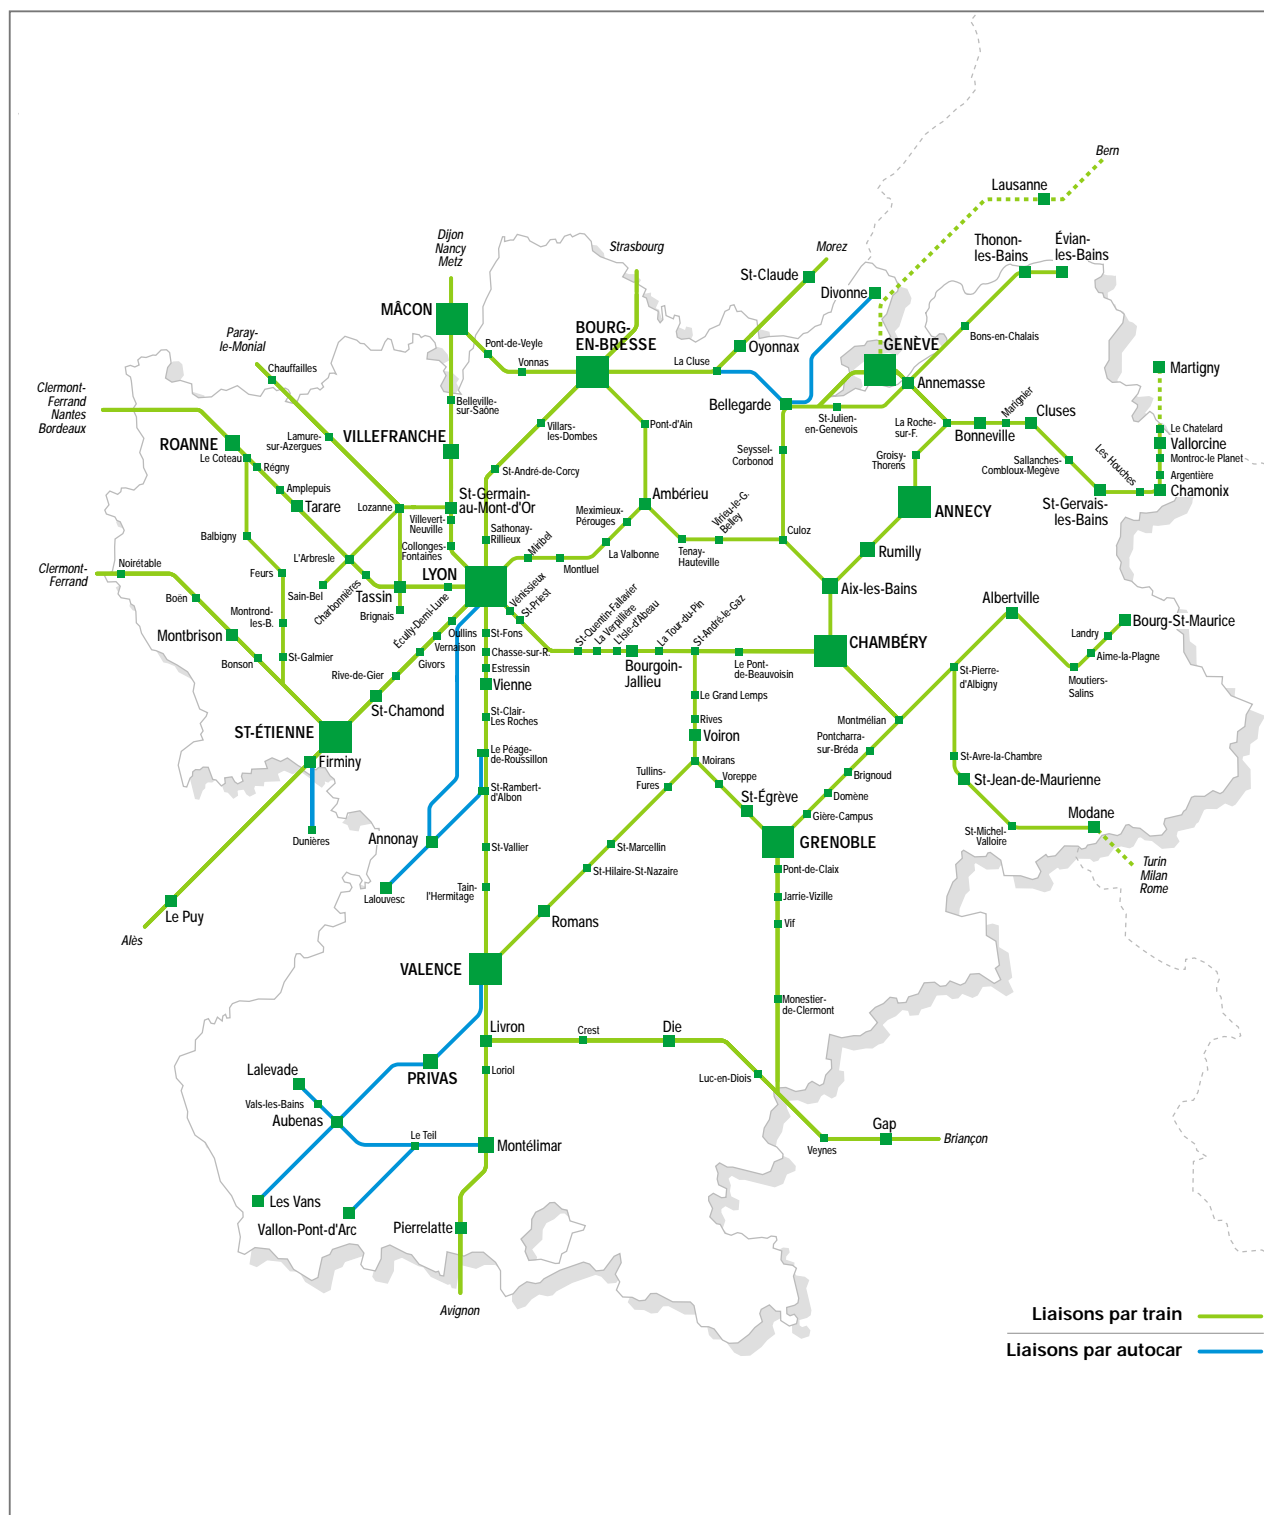 Bern
Lausanne
Dijon
Nancy
Metz
Strasbourg
Morez
Thonon-
les-Bains
Évian-
les-Bains
St-Claude
Divonne
MÂCON
Paray-
le-Monial
Pont-de-Veyle
BOURG-
EN-BRESSE
Vonnas
La Cluse
Oyonnax
GENÈVE
Bons-en-Chalais
Chauffailles
Martigny
Clermont-
Ferrand
Nantes
Bordeaux
Annemasse
Belleville-
sur-Saône
Bellegarde
St-Julien-
en-Genevois
La Roche-
sur-F.
Marignier
Cluses
Bonneville
ROANNE
Lamure-
sur-Azergues
VILLEFRANCHE
Villars-
les-Dombes
Pont-d'Ain
Le Chatelard
Vallorcine
Montroc-le Planet
Le Coteau
Régny
Seyssel-
Corbonod
Groisy-
Thorens
Sallanches-
Combloux-Megève
Les Houches
Argentière
Chamonix
St-André-de-Corcy
Amplepuis
Tarare
St-Germain-
au-Mont-d'Or
Ambérieu
ANNECY
St-Gervais-
les-Bains
Lozanne
Villevert-
Neuville
Meximieux-
Pérouges
Virieu-le-G.
Belley
Balbigny
Sathonay-
Rillieux
Miribel
Culoz
Collonges-
Fontaines
La Valbonne
Tenay-
Hauteville
Rumilly
L'Arbresle
Noirétable
Clermont-
Ferrand
Feurs
Montluel
LYON
Sain-Bel
Charbonnières
Tassin
Aix-les-Bains
Boën
Brignais
Écully-Demi-Lune
Vénissieux
St-Priest
Albertville
Montrond-
les-B.
Montbrison
Oullins
Vernaison
St-Fons
St-Quentin-Fallavier
La Verpillière
L'Isle-d'Abeau
La Tour-du-Pin
St-André-le-Gaz
CHAMBÉRY
Bourg-St-Maurice
Landry
Aime-la-Plagne
Bonson
St-Galmier
Givors
Chasse-sur-R.
Estressin
Bourgoin-
Jallieu
Le Pont-
de-Beauvoisin
St-Pierre-
d'Albigny
Moutiers-
Salins
Rive-de-Gier
Vienne
St-Chamond
Le Grand Lemps
St-Clair-
Les Roches
Rives
Montmélian
ST-ÉTIENNE
Voiron
Pontcharra-
sur-Bréda
Le Péage-
de-Roussillon
Firminy
Moirans
St-Avre-la-Chambre
Tullins-
Fures
Voreppe
Brignoud
St-Jean-de-Maurienne
St-Rambert-
d'Albon
St-Égrève
Domène
Gière-Campus
Modane
Dunières
Annonay
GRENOBLE
St-Michel-
Valloire
St-Vallier
St-Marcellin
Turin
Milan
Rome
St-Hilaire-St-Nazaire
Pont-de-Claix
Lalouvesc
Tain-
l'Hermitage
Jarrie-Vizille
Le Puy
Romans
Vif
Alès
VALENCE
Monestier-
de-Clermont
Livron
Crest
Die
Lalevade
PRIVAS
Loriol
Luc-en-Diois
Vals-les-Bains
Aubenas
Le Teil
Montélimar
Veynes
Gap
Briançon
Les Vans
Vallon-Pont-d'Arc
Pierrelatte
Avignon
Liaisons par train
Liaisons par autocar